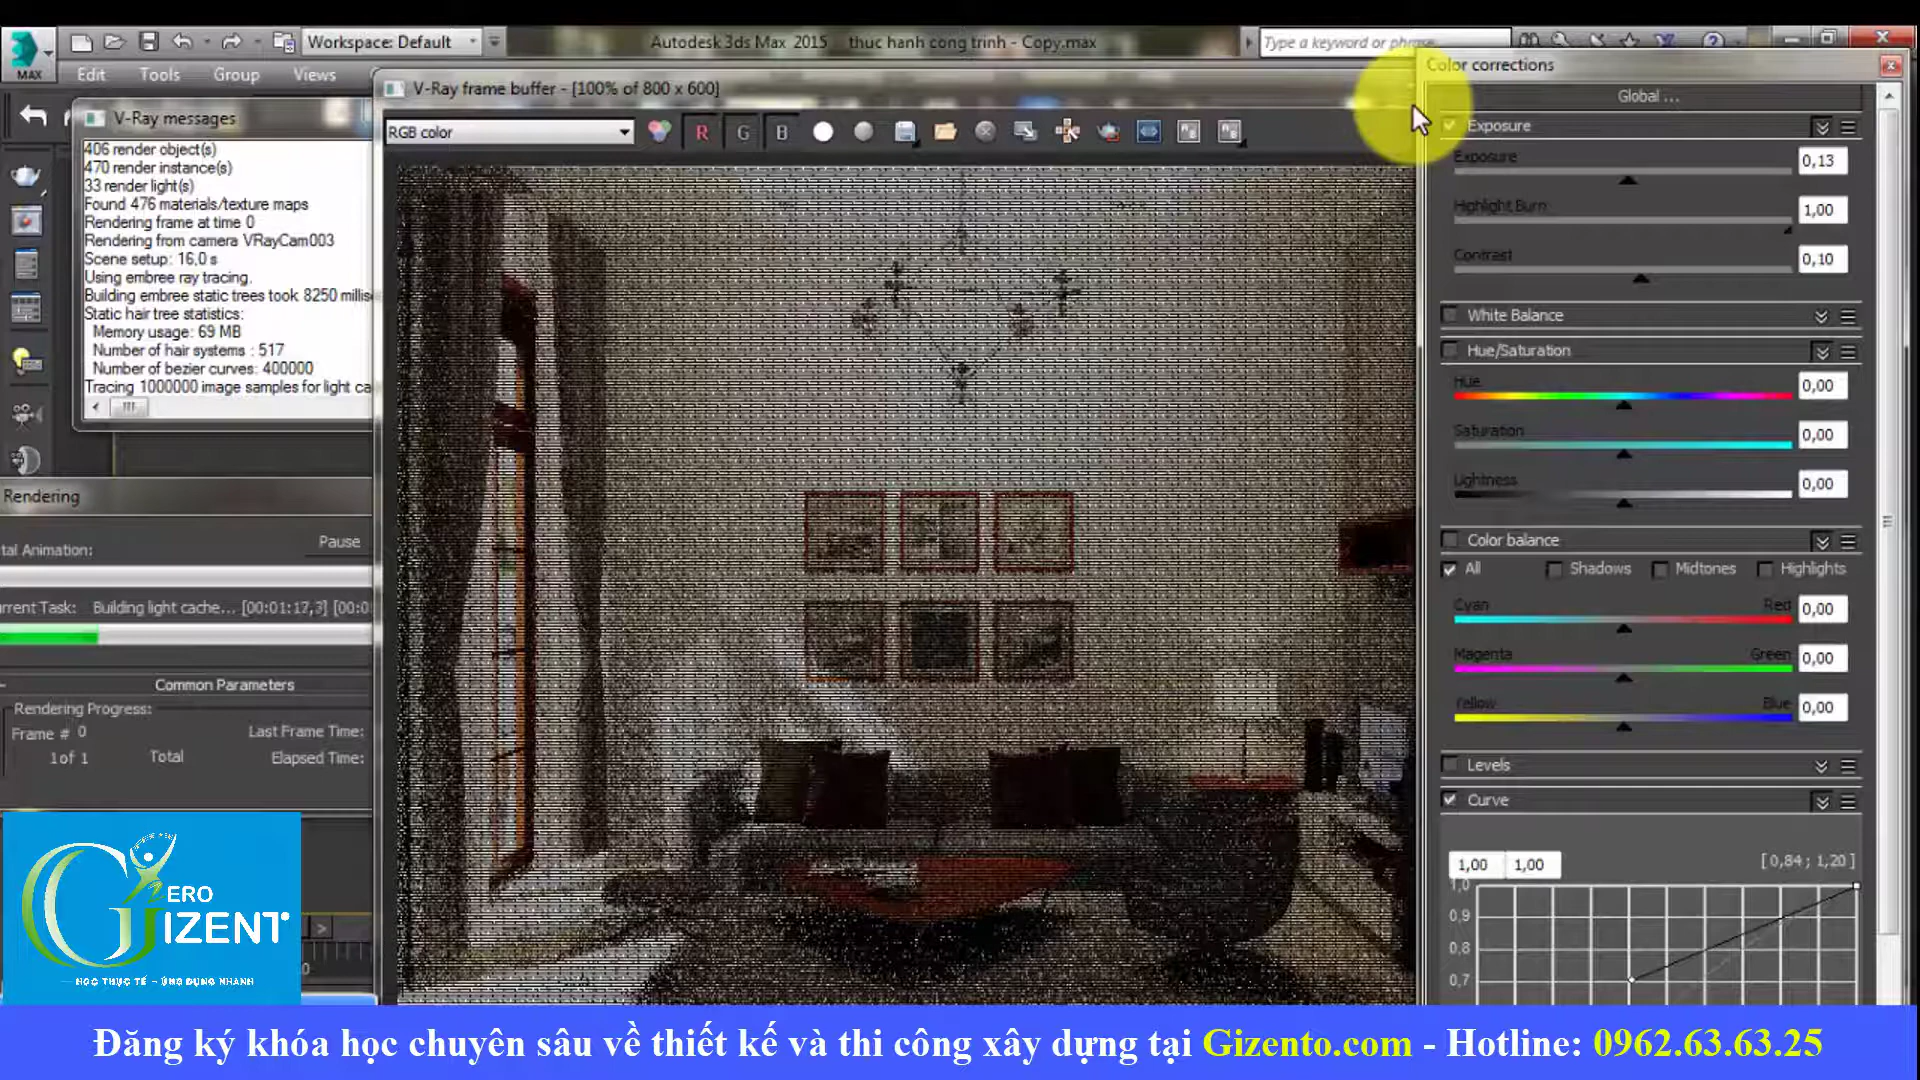 MAX
Workspace: Default
Autodesk 3ds Max 2015
thuc hanh cong trinh - Copy.max
Type a keyword or phrase
Edit
Tools
Group
Views
V-Ray messages
406 render object(s)
470 render instance(s)
33 render light(s)
Found 476 materials/texture maps
Rendering frame at time 0
Rendering from camera VRayCam003
Scene setup: 16,0 s
Using embree ray tracing.
Building embree static trees took 8250 millis
Static hair tree statistics:
Memory usage: 69 MB
Number of hair systems : 517
Number of bezier curves: 400000
Tracing 1000000 image samples for light ca
V-Ray frame buffer - [100% of 800 x 600]
RGB color
R
G
B
Color corrections
Global ...
Exposure
Exposure
0,13
Highlight Burn
1,00
Contrast
0,10
White Balance
Hue/Saturation
Hue
0,00
Saturation
0,00
Lightness
0,00
Color balance
All
Shadows
Midtones
Highlights
Cyan
Red
0,00
Magenta
Green
0,00
Yellow
Blue
0,00
Levels
Curve
1,00
1,00
[ 0,84 ; 1,20 ]
1,0
0,9
0,8
0,7
Rendering
tal Animation:
Pause
rrent Task:
Building light cache... [00:01:17,3] [00:0
Common Parameters
Rendering Progress:
Frame # 0
Last Frame Time:
1of 1
Total
Elapsed Time:
ERO
GIZENT
HỌC THỰC TẾ - ỨNG DỤNG NHANH
Đăng ký khóa học chuyên sâu về thiết kế và thi công xây dựng tại Gizento.com - Hotline: 0962.63.63.25